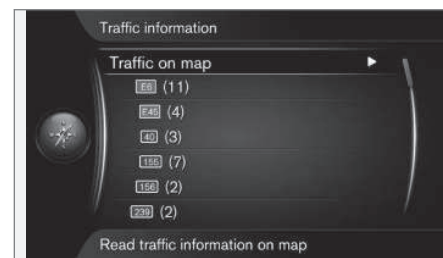 Traffic information
Traffic on map
E6 (11)
E45 (4)
40 (3)
155 (7)
156 (2)
239 (2)
Read traffic information on map